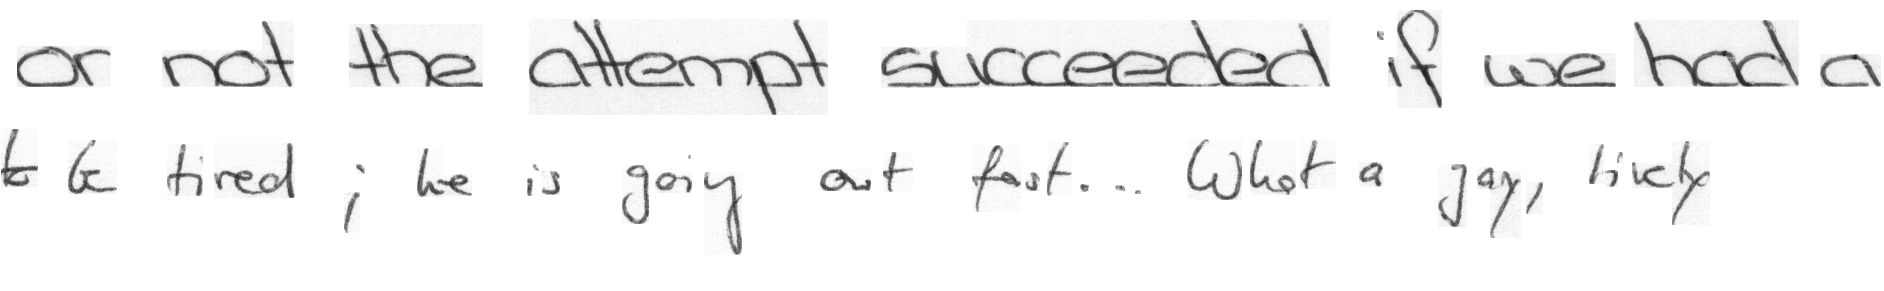 or not the attempt succeeded if we had a
to be tired ; he is going out fast... What a gay, lively